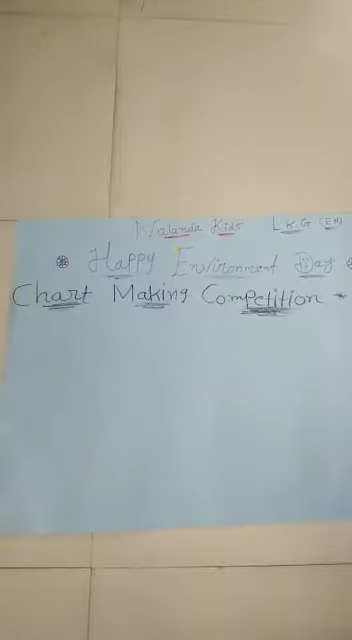 Nalanda Kids LKG (EM)
Happy Environment Day
Chart Making Competition